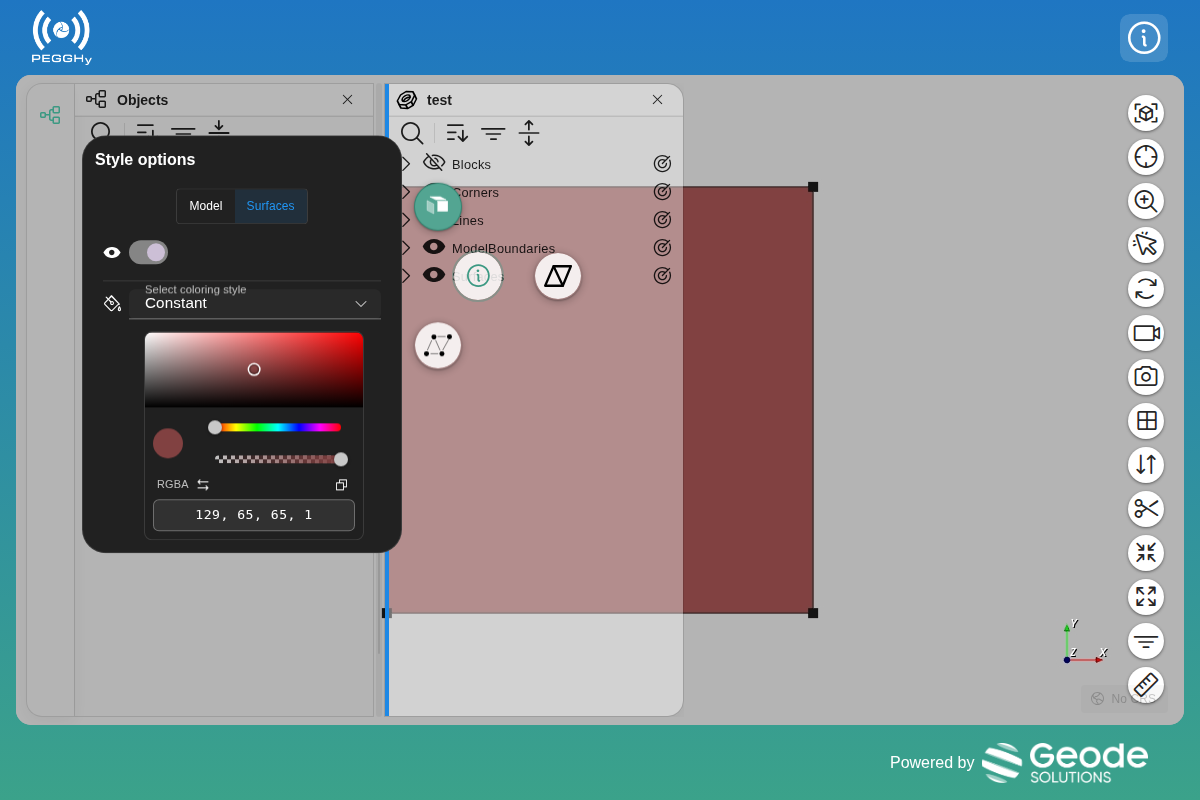 PEGGHy
Objects
test
Style options
Model
Surfaces
Select coloring style
Constant
RGBA
129, 65, 65, 1
Blocks
Corners
Lines
ModelBoundaries
Y
Z
X
No CRS
Powered by
Geode
SOLUTIONS